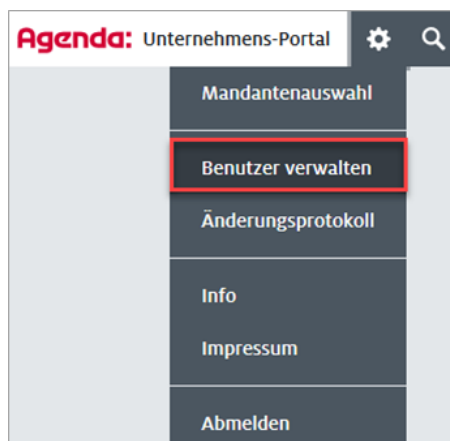 Agenda: Unternehmens-Portal
Mandantenauswahl
Benutzer verwalten
Änderungsprotokoll
Info
Impressum
Abmelden